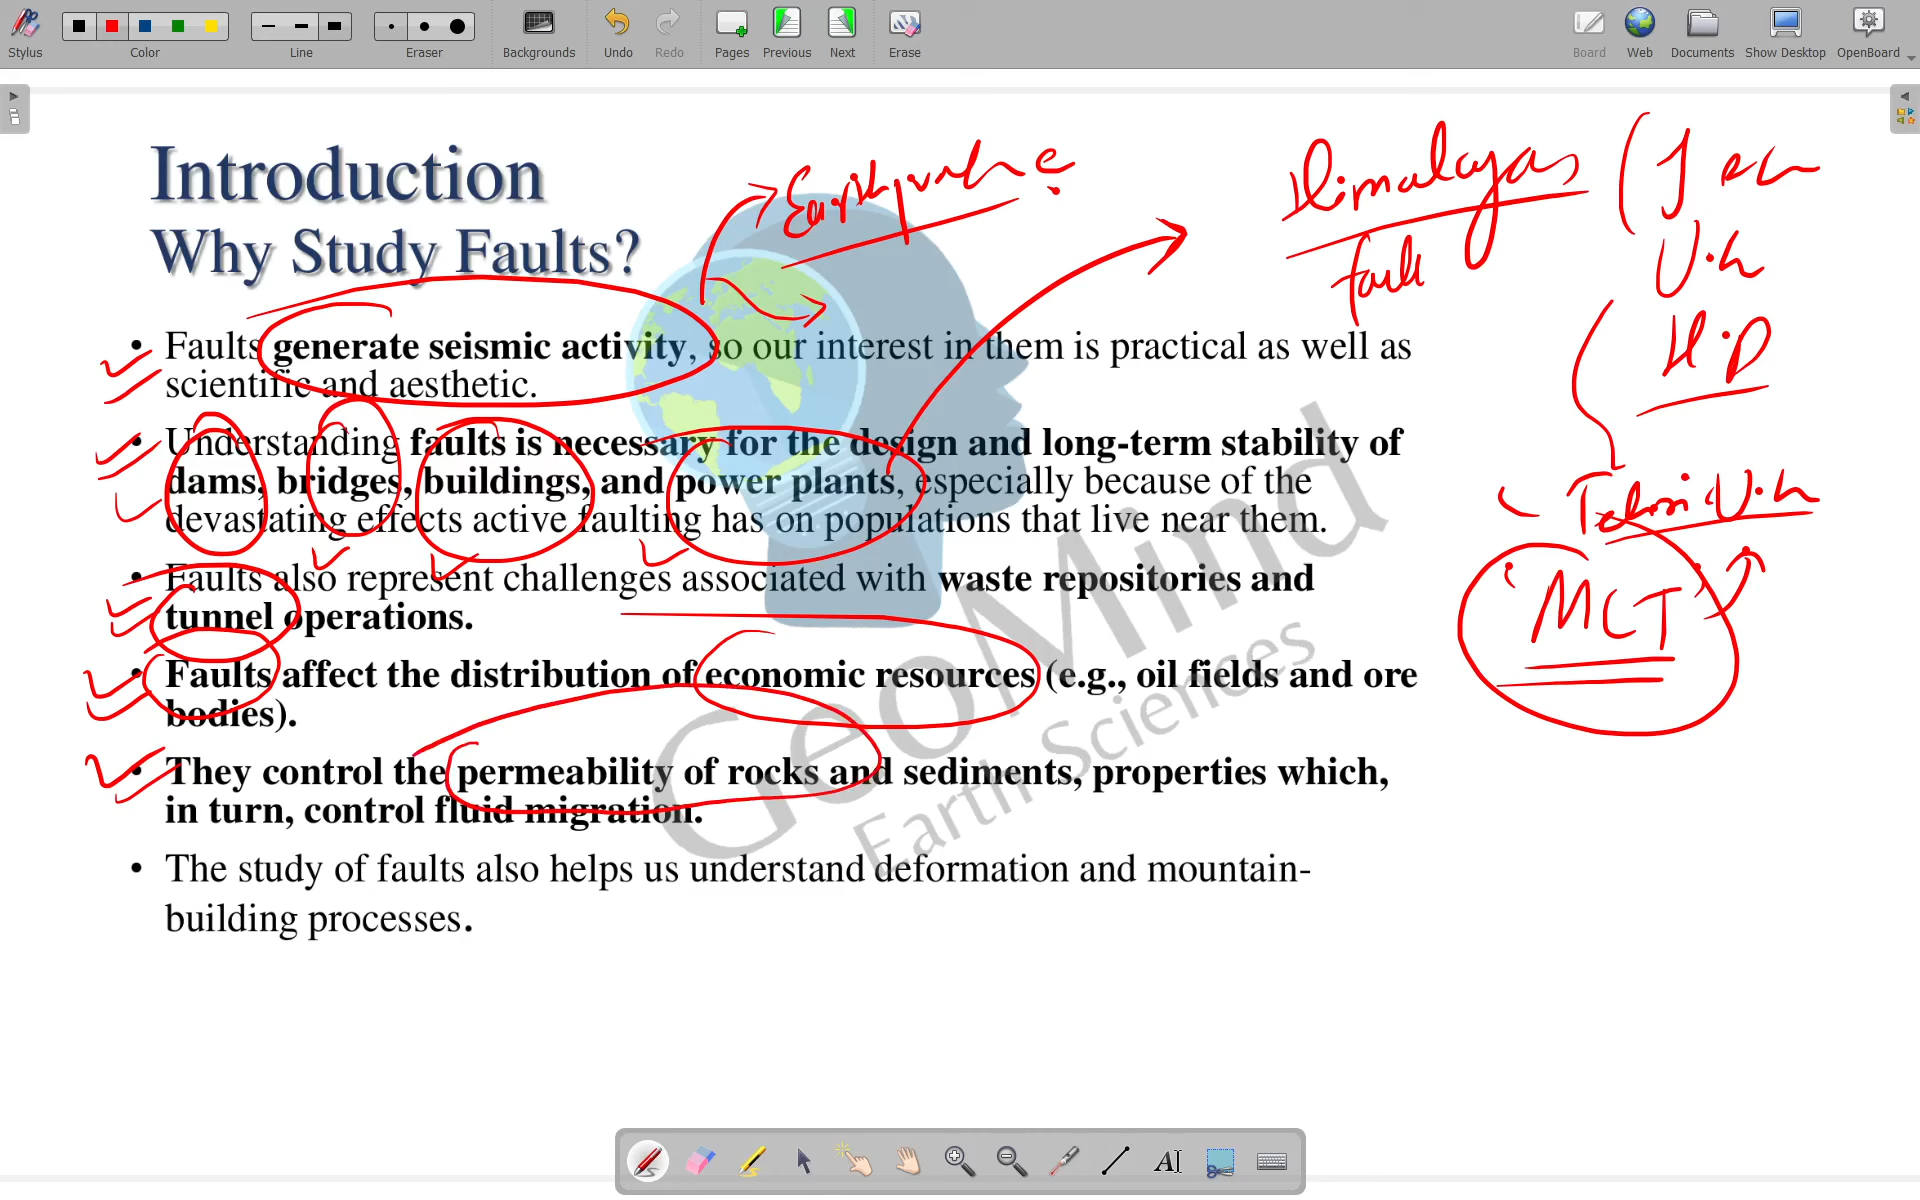 Stylus
Color
Line
Eraser
Backgrounds
Undo
Redo
Pages
Previous
Next
Erase
Board
Web
Documents
Show Desktop
OpenBoard
Introduction
Why Study Faults?
Earthquake
Himalayas (J &K
fault
U.K
H.P
• Faults generate seismic activity, so our interest in them is practical as well as
scientific and aesthetic.
• Understanding faults is necessary for the design and long-term stability of
dams, bridges, buildings, and power plants, especially because of the
devastating effects active faulting has on populations that live near them.
Tehri U.K
'MCT'
• Faults also represent challenges associated with waste repositories and
tunnel operations.
• Faults affect the distribution of economic resources (e.g., oil fields and ore
bodies).
• They control the permeability of rocks and sediments, properties which,
in turn, control fluid migration.
• The study of faults also helps us understand deformation and mountain-
building processes.
GeoMind
Earth Sciences